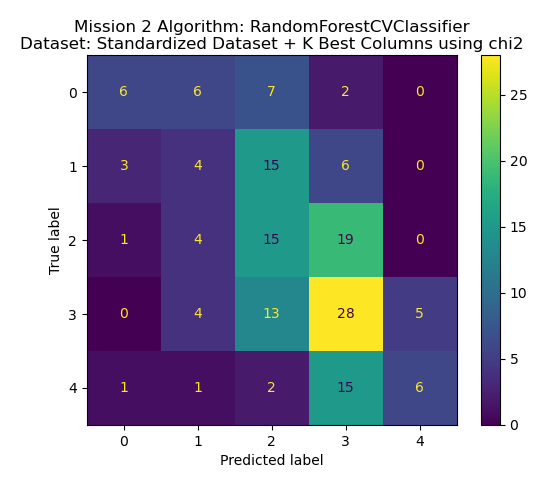 Mission 2 Algorithm: RandomForestCVClassifier
Dataset: Standardized Dataset + K Best Columns using chi2
0 6 6 7 2 0
1 3 4 15 6 0
2 1 4 15 19 0
3 0 4 13 28 5
4 1 1 2 15 6
0 1 2 3 4
Predicted label
True label
25
20
15
10
5
0